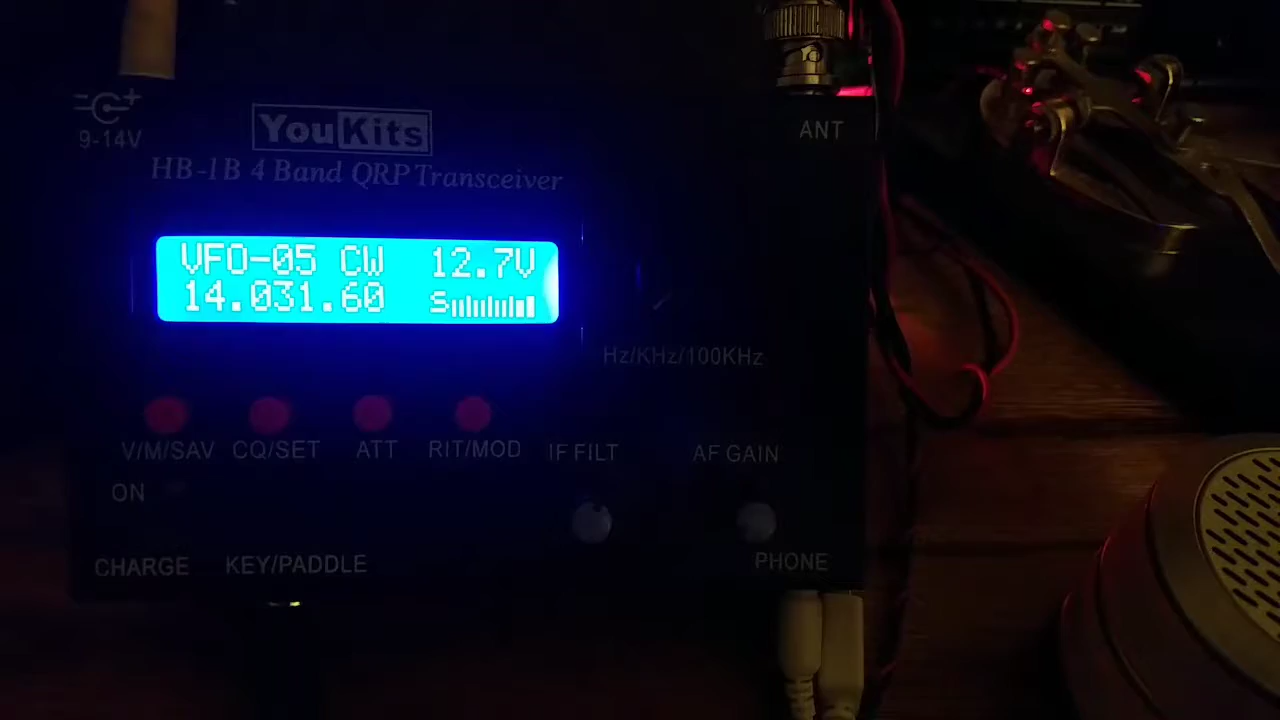 9-14V
YouKits
HB-1B 4 Band QRP Transceiver
ANT
VFO-05 CW 12.7V
14.031.60 S
Hz/KHz/100KHz
V/M/SAV CQ/SET ATT RIT/MOD IF FILT AF GAIN
ON
CHARGE KEY/PADDLE PHONE